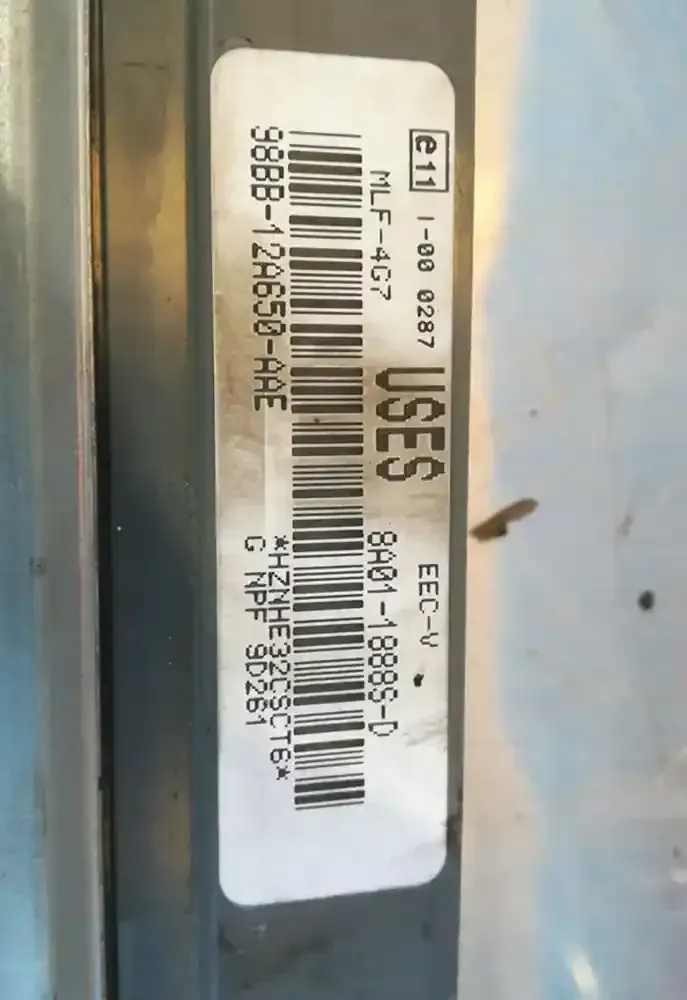 e11 1-00 0287 EEC-V
MLF-4G7 USES 8A01-1888S-D
98BB-12A650-AAE *HZNHE32CSCT6*
G NPF 9D261